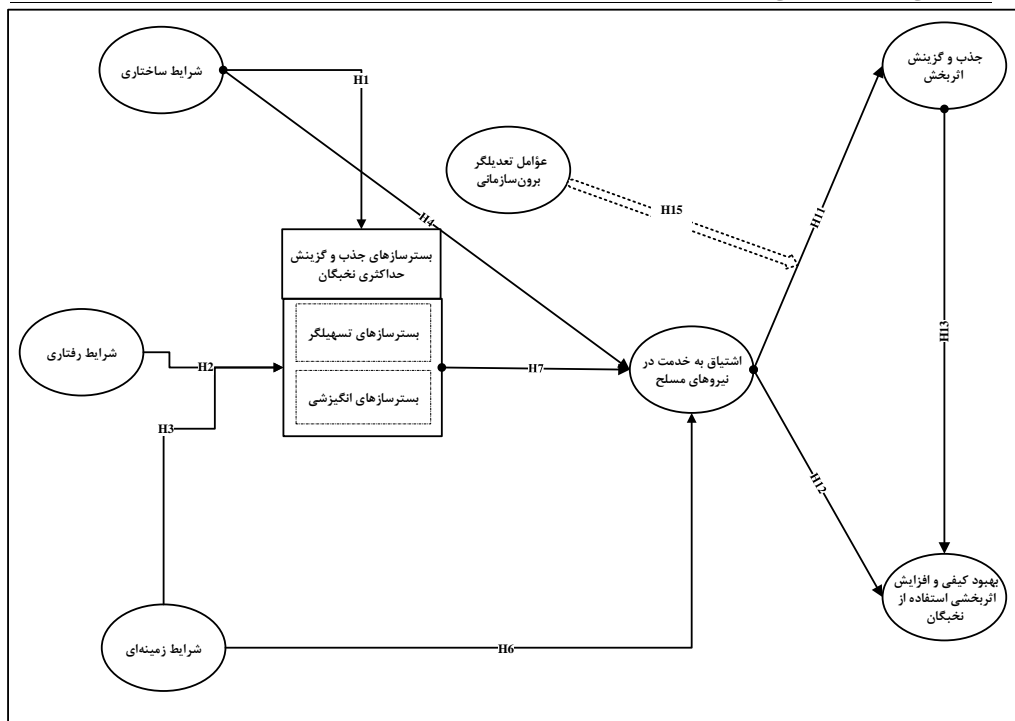 جذب و گزینش
اثربخش
شرایط ساختاری
H1
عؤامل تعدیلگر
برون‌سازمانی
H15
H11
H4
بسترسازهای جذب و گزینش
حداکثری نخبگان
بسترسازهای تسهیلگر
بسترسازهای انگیزشی
شرایط رفتاری
H2
H3
H7
اشتیاق به خدمت در
نیروهای مسلح
H13
H12
بهبود کیفی و افزایش
اثربخشی استفاده از
نخبگان
شرایط زمینه‌ای
H6